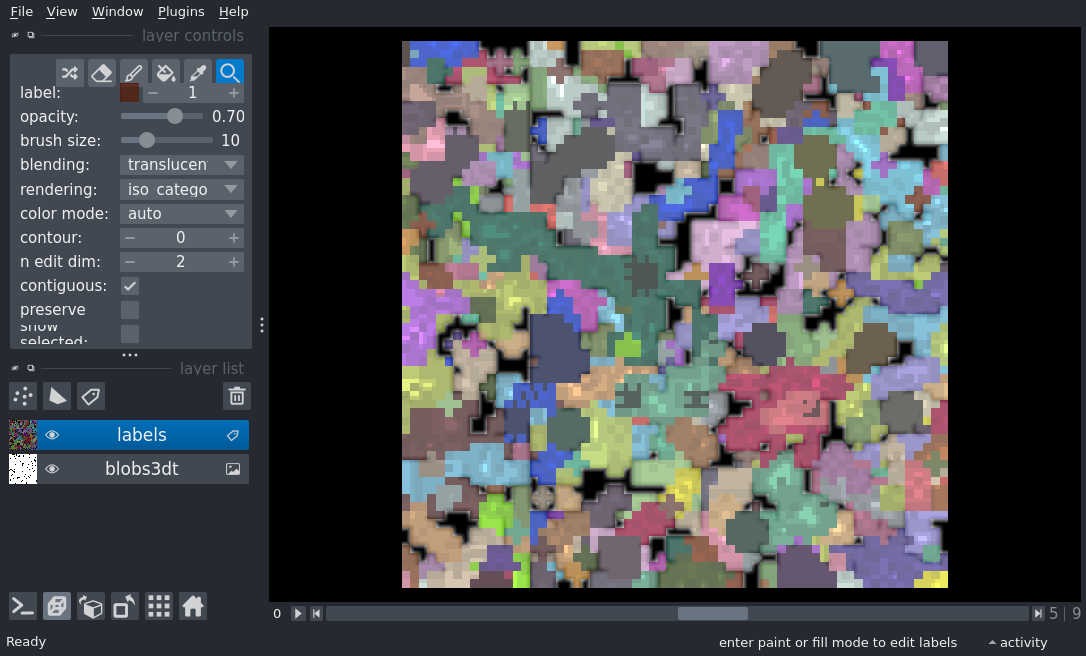 File View Window Plugins Help
layer controls
label: 1
opacity: 0.70
brush size: 10
blending: translucen
rendering: iso_catego
color mode: auto
contour: 0
n edit dim: 2
contiguous:
preserve
show
selected:
layer list
labels
blobs3dt
0 5 9
Ready enter paint or fill mode to edit labels activity